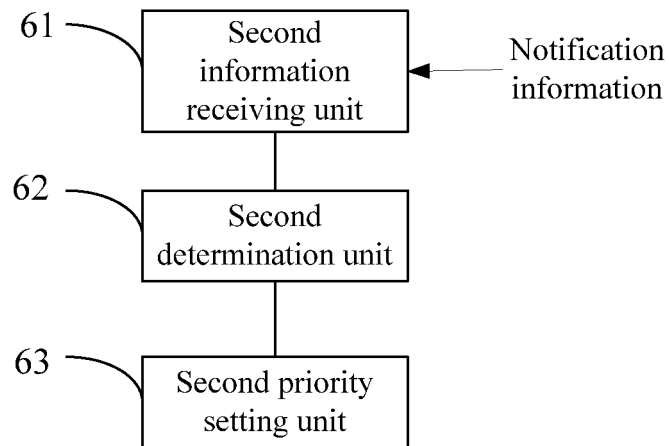 61
Second
information
receiving unit
Notification
information
62
Second
determination unit
63
Second priority
setting unit